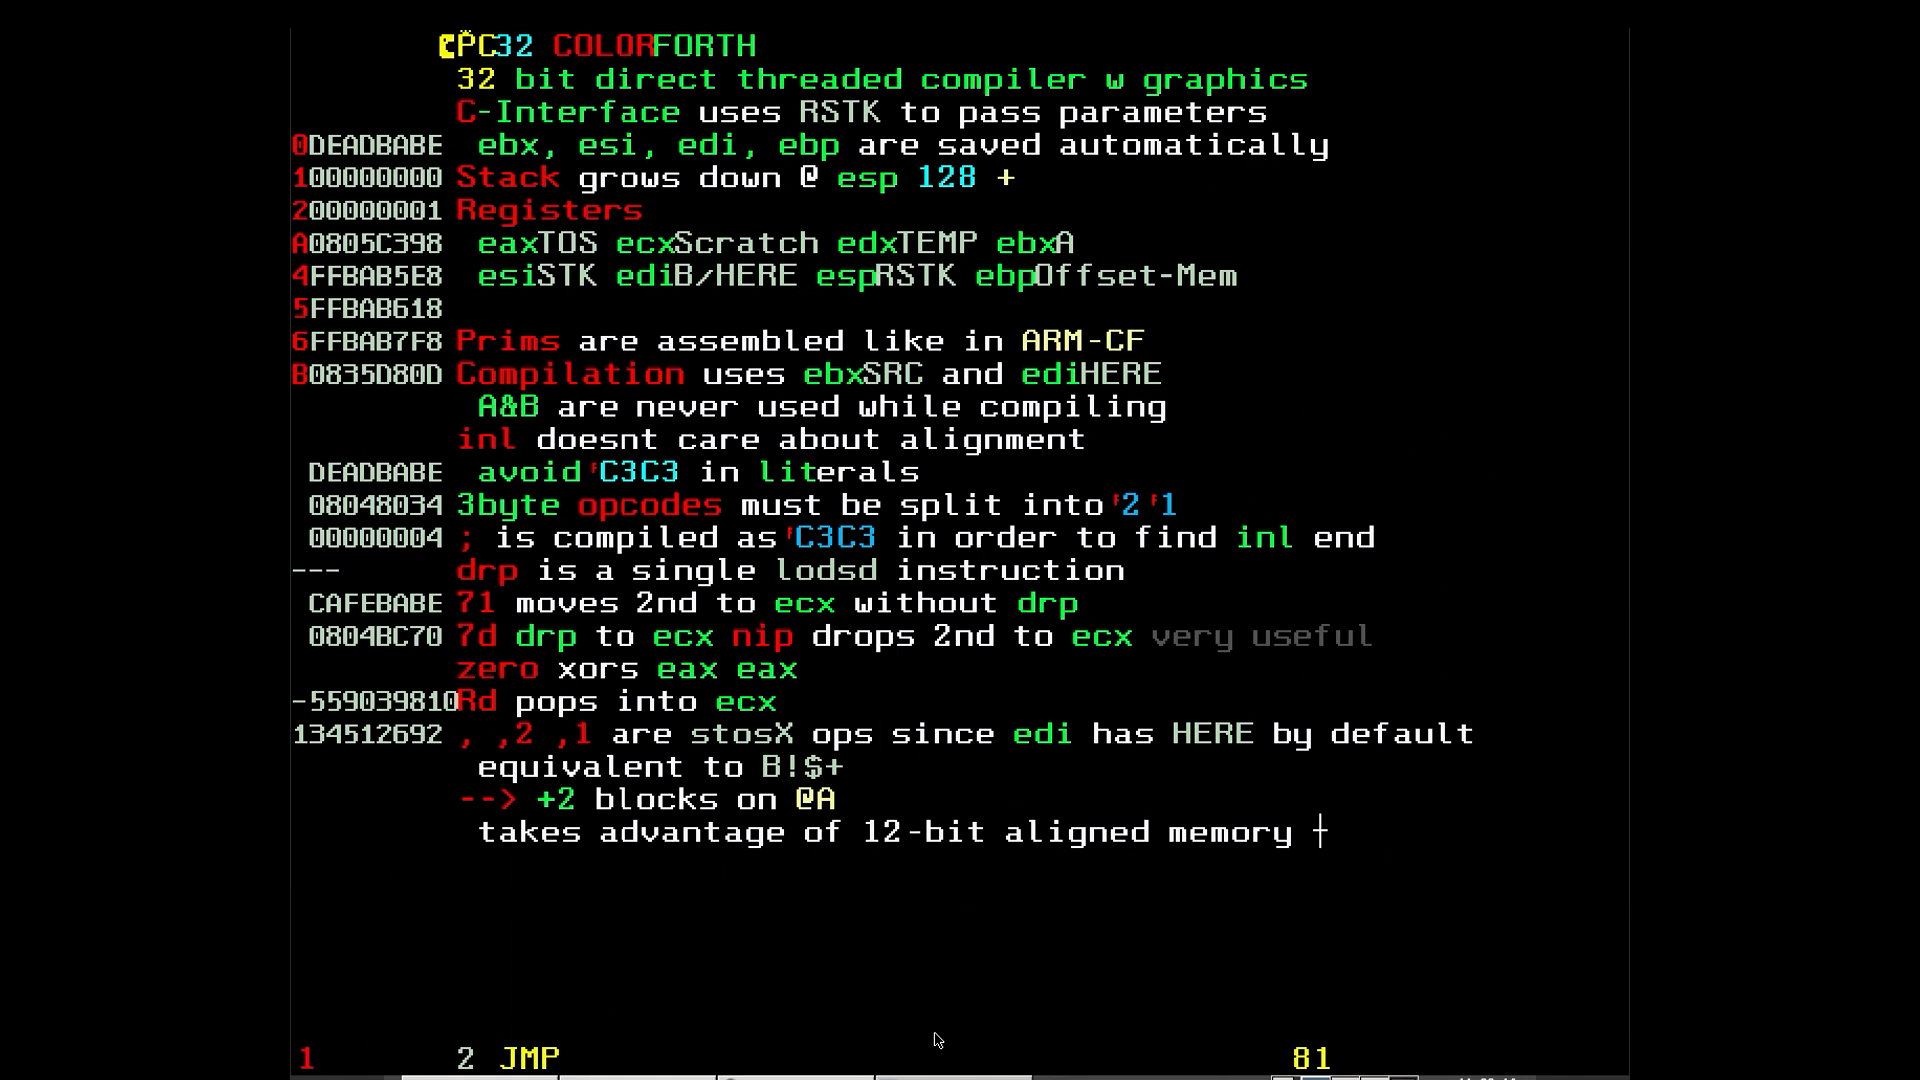 PC32 COLORFORTH
32 bit direct threaded compiler w graphics
C-Interface uses RSTK to pass parameters
0DEADBABE ebx, esi, edi, ebp are saved automatically
100000000 Stack grows down @ esp 128 +
200000001 Registers
A0805C398 eaxTOS ecxScratch edxTEMP ebxA
4FFBAB5E8 esiSTK ediB/HERE espRSTK ebpOffset-Mem
5FFBAB618
6FFBAB7F8 Prims are assembled like in ARM-CF
B0835D80D Compilation uses ebxSRC and ediHERE
A&B are never used while compiling
inl doesnt care about alignment
DEADBABE avoid 'C3C3 in literals
08048034 3byte opcodes must be split into '2 '1
00000004 ; is compiled as 'C3C3 in order to find inl end
--- drp is a single lodsd instruction
CAFEBABE 71 moves 2nd to ecx without drp
0804BC70 7d drp to ecx nip drops 2nd to ecx very useful
zero xors eax eax
-559039810 Rd pops into ecx
134512692 , ,2 ,1 are stosX ops since edi has HERE by default
equivalent to B!$+
--> +2 blocks on @A
takes advantage of 12-bit aligned memory
1 2 JMP 81